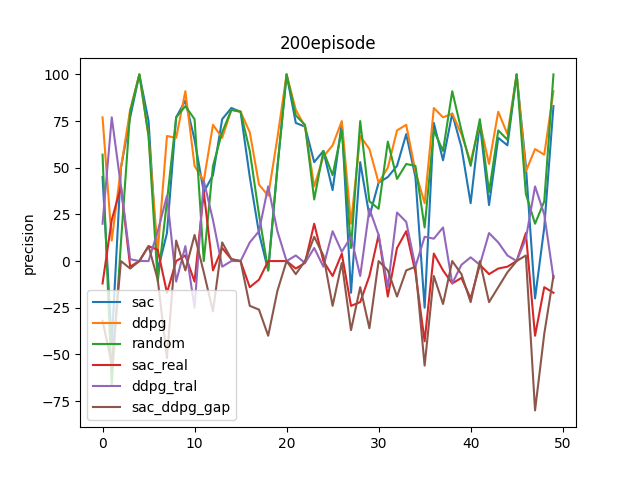 200episode
precision
100
75
50
25
0
−25
−50
−75
sac
ddpg
random
sac_real
ddpg_tral
sac_ddpg_gap
0 10 20 30 40 50